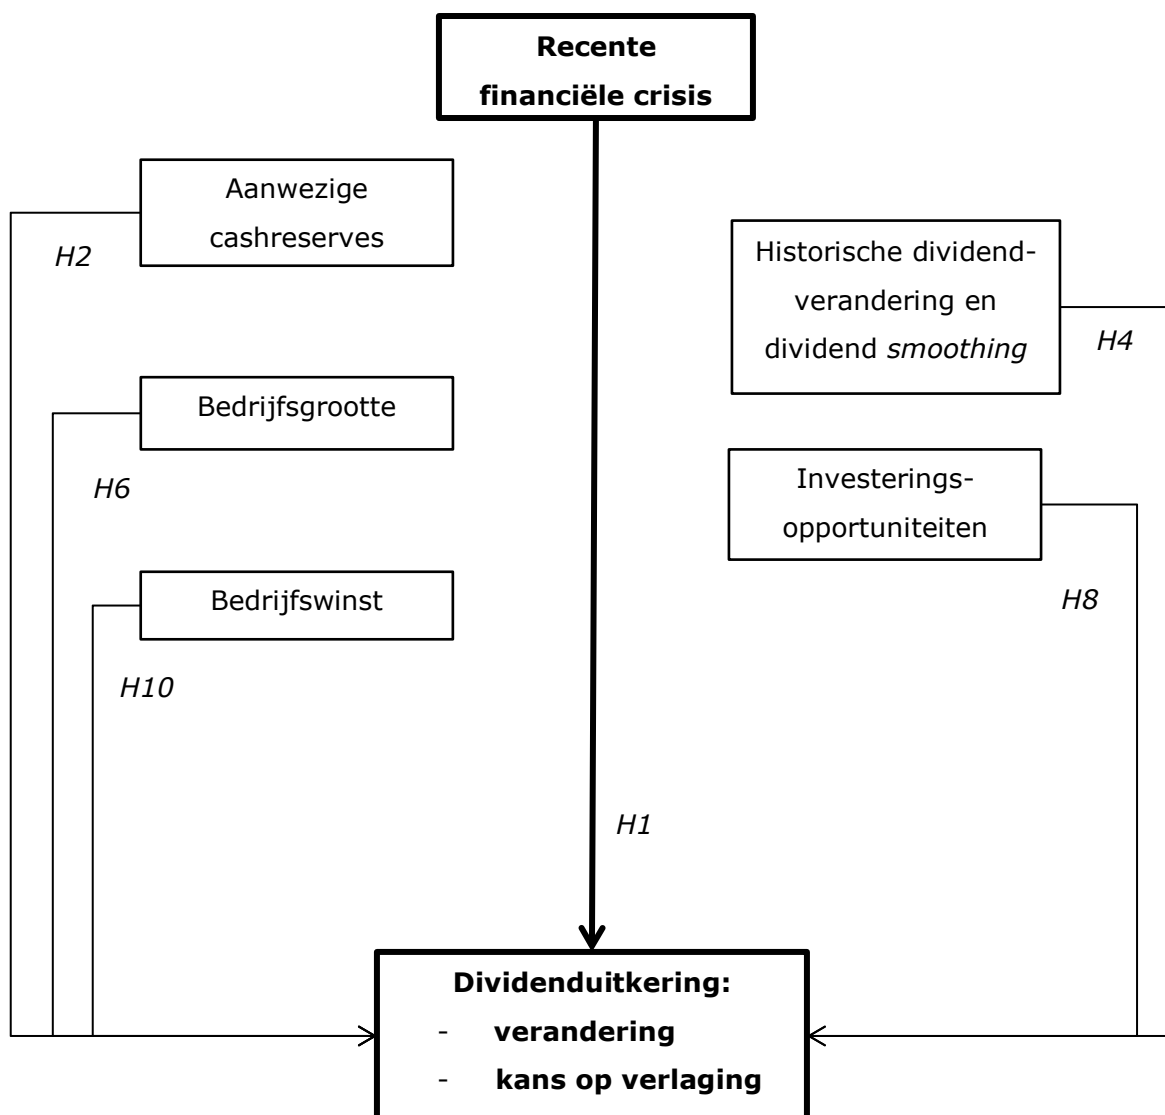 Recente
financiële crisis
Aanwezige
cashreserves
H2
Historische dividend-
verandering en
dividend smoothing
H4
Bedrijfsgrootte
H6
Investerings-
opportuniteiten
H8
Bedrijfswinst
H10
H1
Dividenduitkering:
- verandering
- kans op verlaging